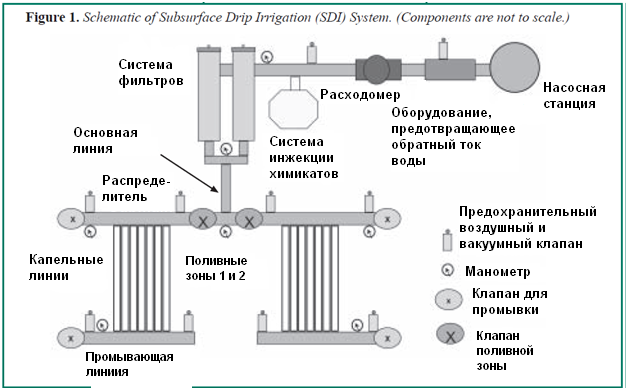 Figure 1. Schematic of Subsurface Drip Irrigation (SDI) System. (Components are not to scale.)
Система
фильтров
Расходомер
Насосная
станция
Оборудование,
предотвращающее
обратный ток
воды
Система
инжекции
химикатов
Основная
линия
Распреде-
литель
x
X
X
x
Капельные
линии
Поливные
зоны 1 и 2
x
x
Промывающая
линиия
Предохранительный
воздушный и
вакуумный клапан
Манометр
x
Клапан для
промывки
X
Клапан
поливной
зоны